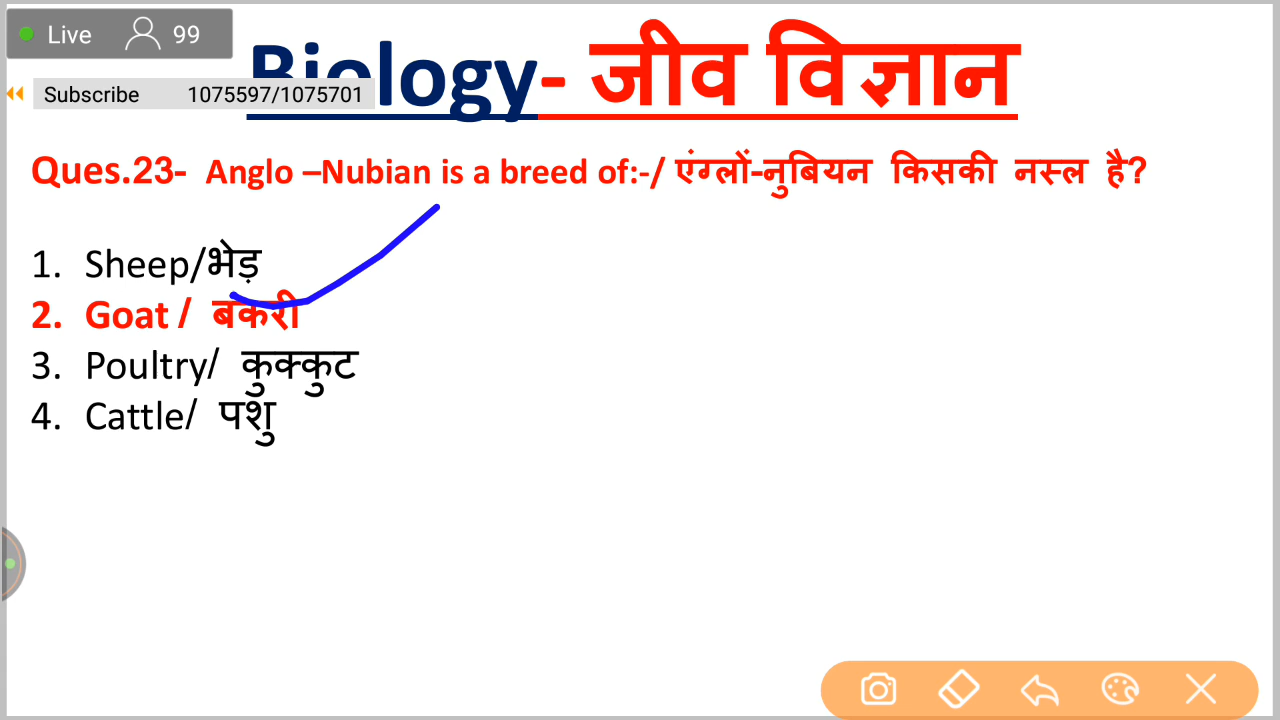 Live 99
Biology- जीव विज्ञान
Subscribe 1075597/1075701
Ques.23- Anglo –Nubian is a breed of:-/ एंग्लों-नुबियन किसकी नस्ल है?
1. Sheep/भेड़
2. Goat / बकरी
3. Poultry/ कुक्कुट
4. Cattle/ पशु